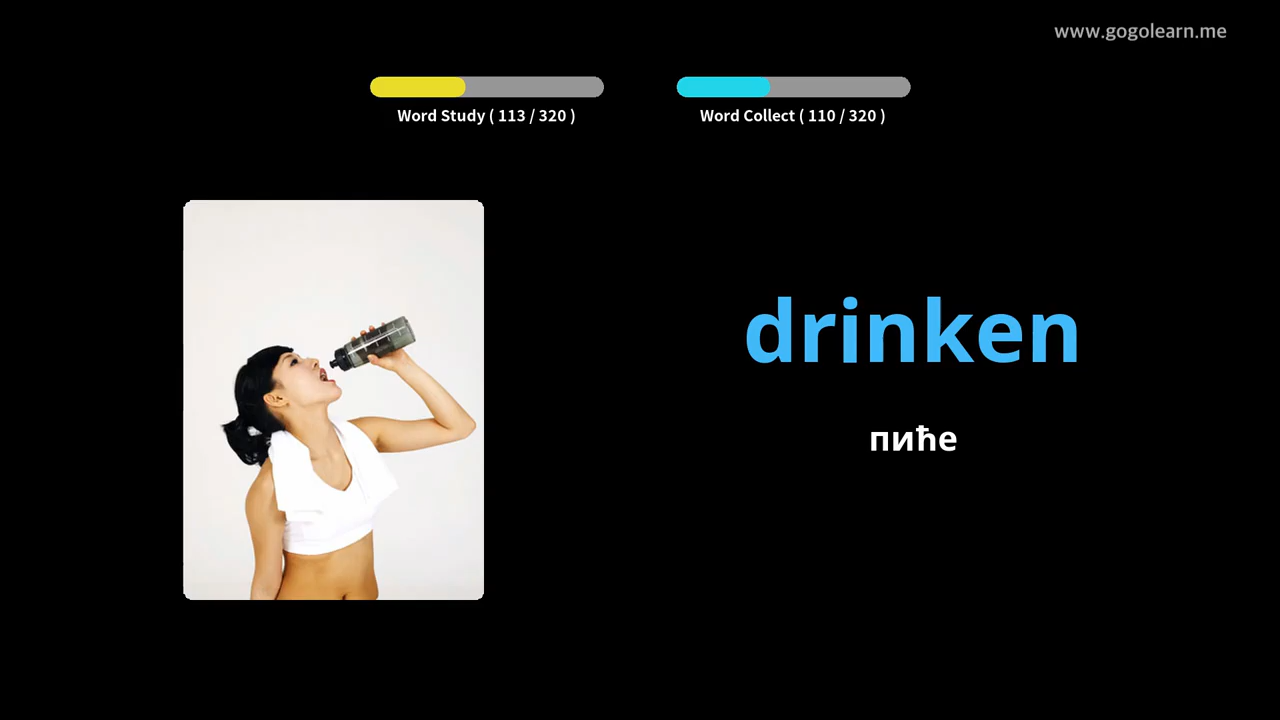 www.gogolearn.me
Word Study ( 113 / 320 )
Word Collect ( 110 / 320 )
drinken
пиће